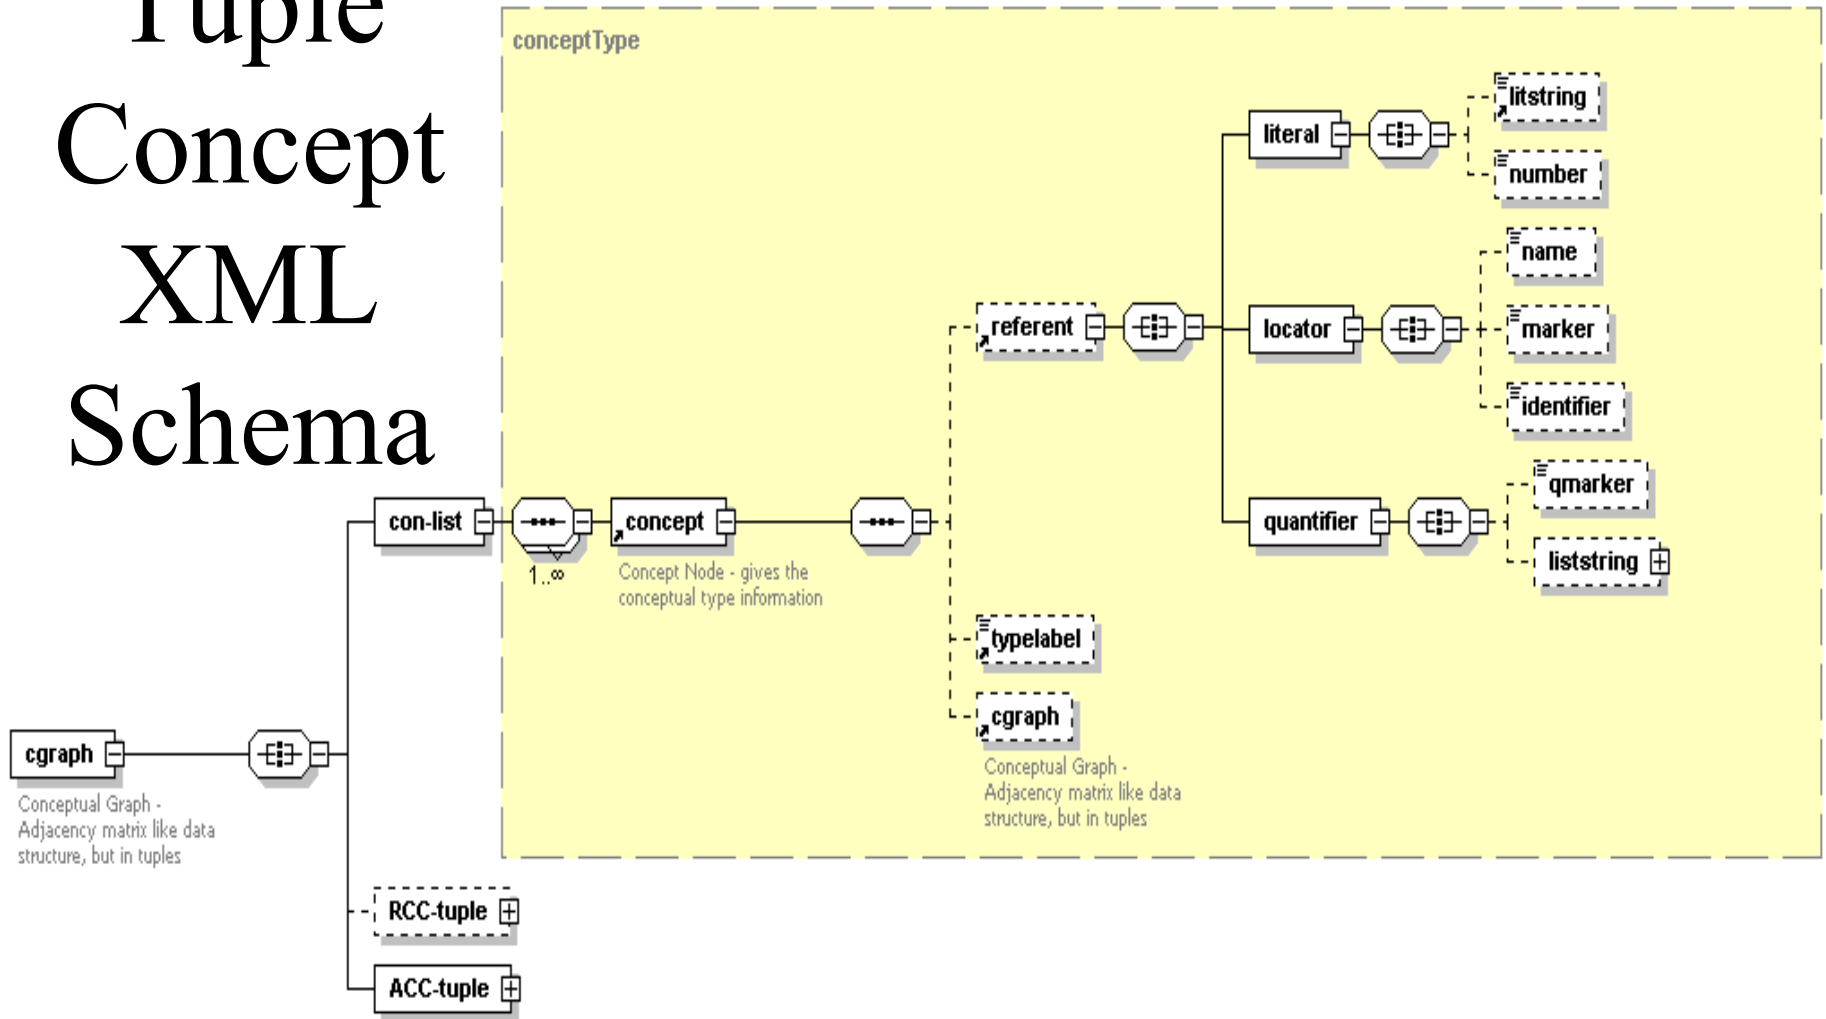 Tuple
Concept
XML
Schema
conceptType
litstring
literal
number
name
referent
locator
marker
identifier
qmarker
con-list
concept
quantifier
1..∞
Concept Node - gives the
conceptual type information
liststring
typelabel
cgraph
Conceptual Graph -
Adjacency matrix like data
structure, but in tuples
cgraph
Conceptual Graph -
Adjacency matrix like data
structure, but in tuples
RCC-tuple
ACC-tuple